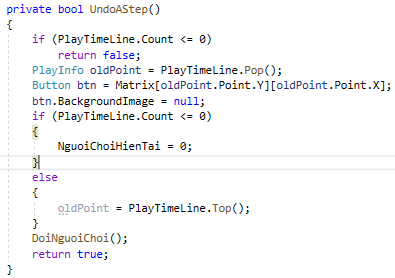 private bool UndoAStep()
{
    if (PlayTimeLine.Count <= 0)
        return false;
    PlayInfo oldPoint = PlayTimeLine.Pop();
    Button btn = Matrix[oldPoint.Point.Y][oldPoint.Point.X];
    btn.BackgroundImage = null;
    if (PlayTimeLine.Count <= 0)
    {
        NguoiChoiHienTai = 0;
    }
    else
    {
        oldPoint = PlayTimeLine.Top();
    }
    DoiNguoiChoi();
    return true;
}